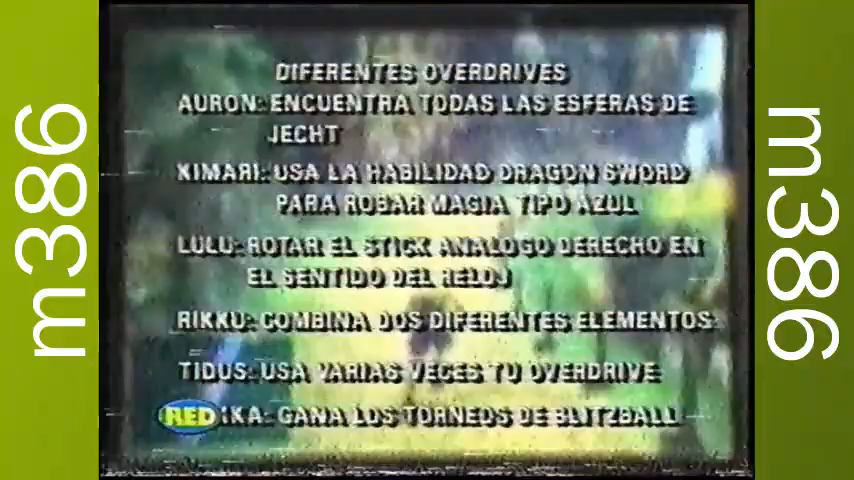 m386
DIFERENTES OVERDRIVES
AURON: ENCUENTRA TODAS LAS ESFERAS DE
JECHT
KIMARI: USA LA HABILIDAD DRAGON SWORD
PARA ROBAR MAGIA TIPO AZUL
LULU: ROTAR EL STICK ANALOGO DERECHO EN
EL SENTIDO DEL RELOJ
RIKKU: COMBINA DOS DIFERENTES ELEMENTOS
TIDUS: USA VARIAS VECES TU OVERDRIVE
RED IKA: GANA LOS TORNEOS DE BLITZBALL
m386